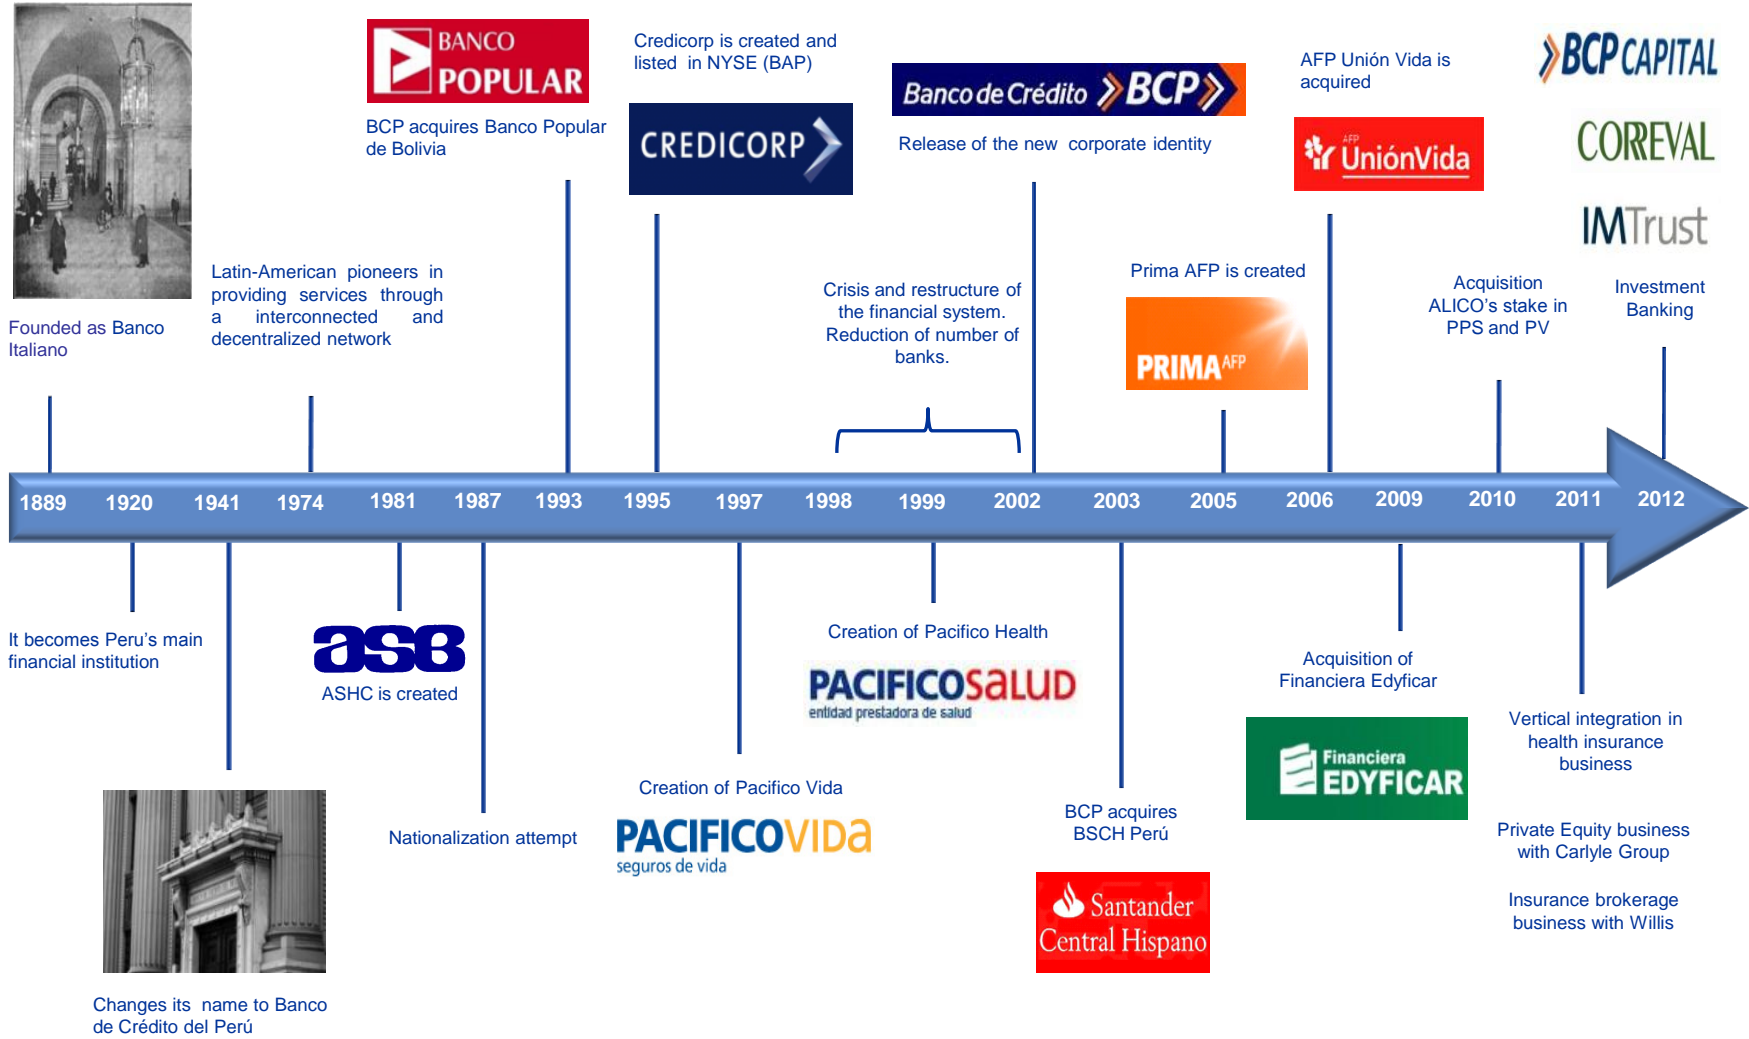 BANCO
POPULAR
BCP acquires Banco Popular
de Bolivia
Credicorp is created and
listed in NYSE (BAP)
CREDICORP
Banco de Crédito BCP
Release of the new corporate identity
AFP Unión Vida is
acquired
AFP
UniónVida
BCP CAPITAL
CORREVAL
IMTrust
Investment
Banking
Founded as Banco
Italiano
Latin-American pioneers in
providing services through
a interconnected and
decentralized network
Crisis and restructure of
the financial system.
Reduction of number of
banks.
Prima AFP is created
PRIMA AFP
Acquisition
ALICO’s stake in
PPS and PV
1889 1920 1941 1974 1981 1987 1993 1995 1997 1998 1999 2002 2003 2005 2006 2009 2010 2011 2012
It becomes Peru’s main
financial institution
asB
ASHC is created
Nationalization attempt
Changes its name to Banco
de Crédito del Perú
Creation of Pacifico Vida
PACIFICOVIDa
seguros de vida
Creation of Pacifico Health
PACIFICOSaLUD
entidad prestadora de salud
BCP acquires
BSCH Perú
Santander
Central Hispano
Acquisition of
Financiera Edyficar
Financiera
EDYFICAR
Vertical integration in
health insurance
business
Private Equity business
with Carlyle Group
Insurance brokerage
business with Willis